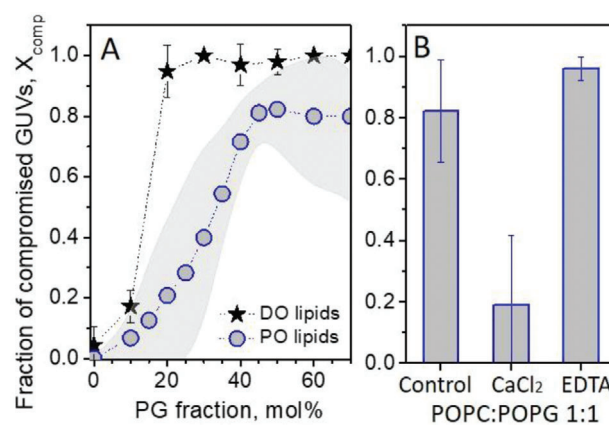 Fraction of compromised GUVs, X_comp
A
1.0
0.8
0.6
0.4
0.2
0.0
DO lipids
PO lipids
0 20 40 60
PG fraction, mol%
B
1.0
0.8
0.6
0.4
0.2
0.0
Control CaCl₂ EDTA
POPC:POPG 1:1